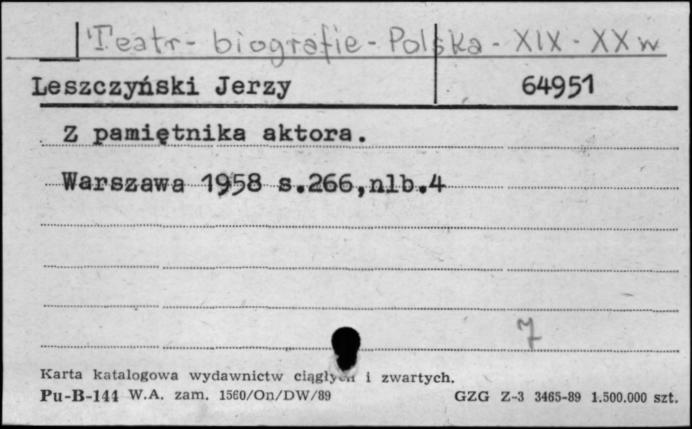 Teatr - biografie - Polska - XIX - XX w
Leszczyński Jerzy 64951
Z pamiętnika aktora.
Warszawa 1958 s.266,nlb.4
7
Karta katalogowa wydawnictw ciągłych i zwartych.
Pu-B-144 W.A. zam. 1560/On/DW/89 GZG Z-3 3465-89 1.500.000 szt.